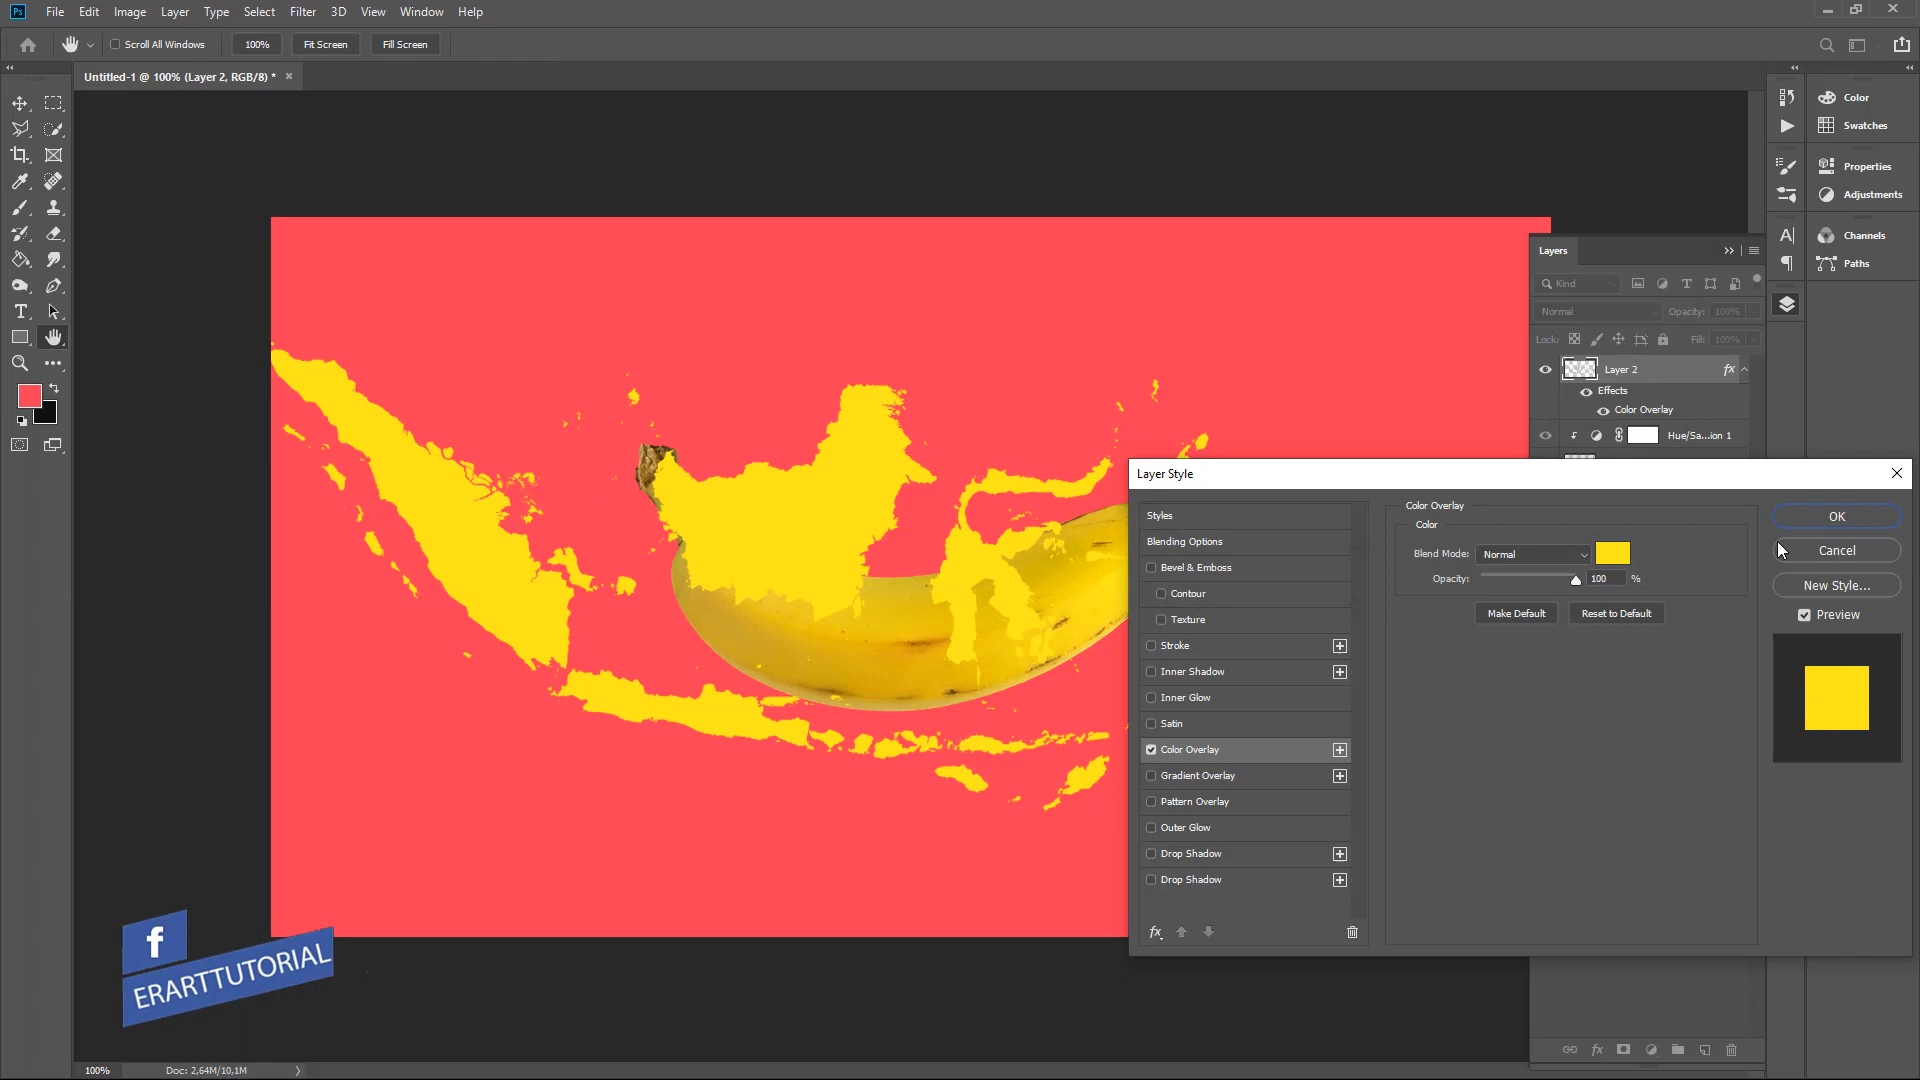 Ps File Edit Image Layer Type Select Filter 3D View Window Help
Scroll All Windows 100% Fit Screen Fill Screen
Untitled-1 @ 100% (Layer 2, RGB/8) *
Color
Swatches
Properties
Adjustments
Channels
Paths
Layers
Kind
Normal Opacity: 100%
Lock: Fill: 100%
Layer 2 fx
Effects
Color Overlay
Hue/Sa...ion 1
Layer Style
Styles
Blending Options
Bevel & Emboss
Contour
Texture
Stroke
Inner Shadow
Inner Glow
Satin
Color Overlay
Gradient Overlay
Pattern Overlay
Outer Glow
Drop Shadow
Drop Shadow
fx
Color Overlay
Color
Blend Mode: Normal
Opacity: 100 %
Make Default Reset to Default
OK
Cancel
New Style...
Preview
f
ERARTTUTORIAL
fx
100% Doc: 2,64M/10,1M